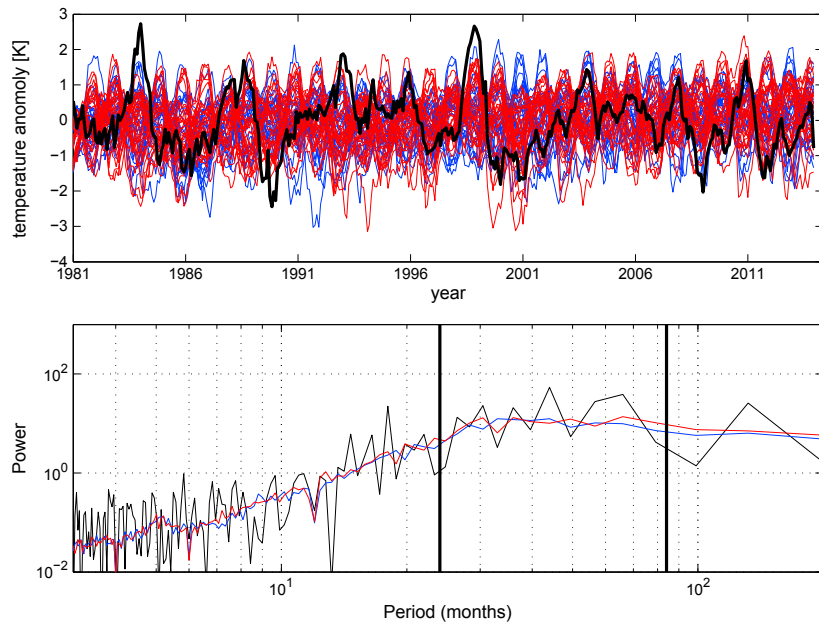 3
2
1
0
−1
−2
−3
−4
temperature anomoly [K]
1981 1986 1991 1996 2001 2006 2011
year
10^2
10^0
10^−2
Power
10^1 10^2
Period (months)